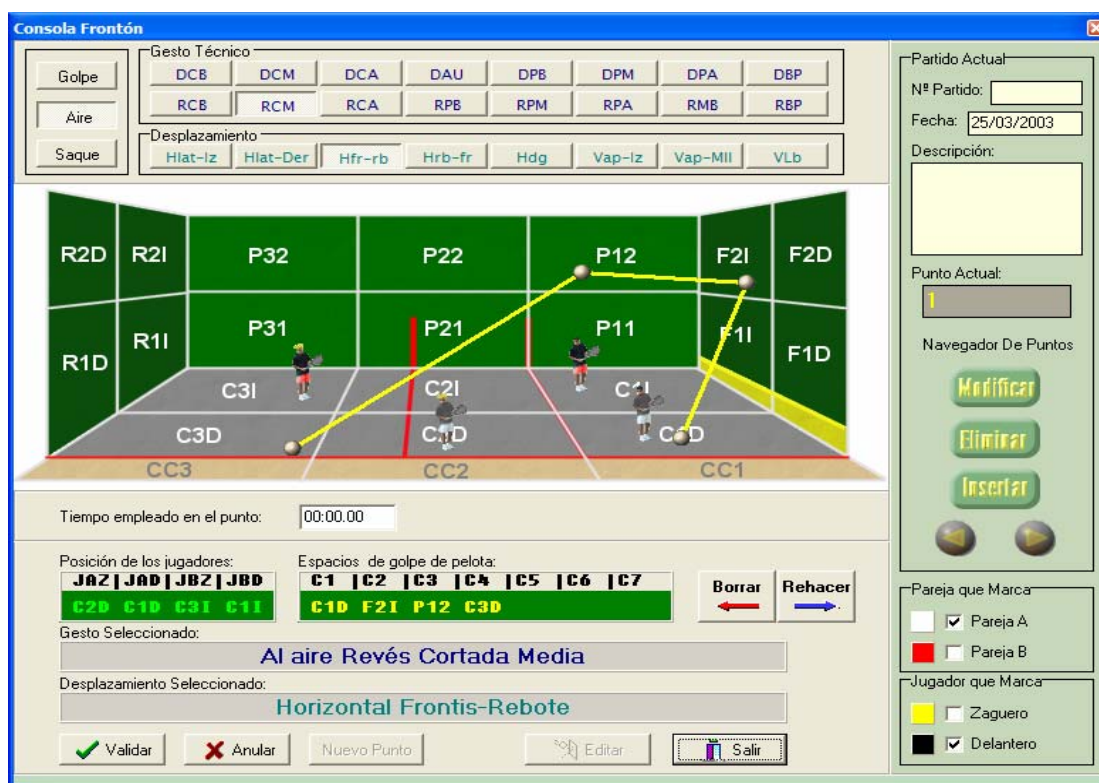 Consola Frontón
Golpe
Aire
Saque
Gesto Técnico
DCB DCM DCA DAU DPB DPM DPA DBP
RCB RCM RCA RPB RPM RPA RMB RBP
Desplazamiento
Hlat-Iz Hlat-Der Hfr-rb Hrb-fr Hdg Vap-Iz Vap-Mll VLb
R2D R2I P32 P22 P12 F2I F2D
R1D R1I P31 P21 P11 F1I F1D
C3I C2I C1I
C3D C2D C1D
CC3 CC2 CC1
Tiempo empleado en el punto: 00:00.00
Posición de los jugadores:
JAZ|JAD|JBZ|JBD
C2D C1D C3I C1I
Espacios de golpe de pelota:
C1 |C2 |C3 |C4 |C5 |C6 |C7
C1D F2I P12 C3D
Borrar Rehacer
Gesto Seleccionado:
Al aire Revés Cortada Media
Desplazamiento Seleccionado:
Horizontal Frontis-Rebote
Validar Anular Nuevo Punto Editar Salir
Partido Actual
Nº Partido:
Fecha: 25/03/2003
Descripción:
Punto Actual:
1
Navegador De Puntos
Modificar
Eliminar
Insertar
Pareja que Marca
Pareja A
Pareja B
Jugador que Marca
Zaguero
Delantero